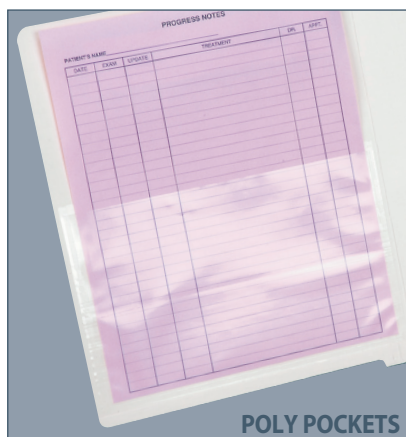 PROGRESS NOTES
PATIENT'S NAME
DATE EXAM UPDATE TREATMENT DR. APPT.
POLY POCKETS